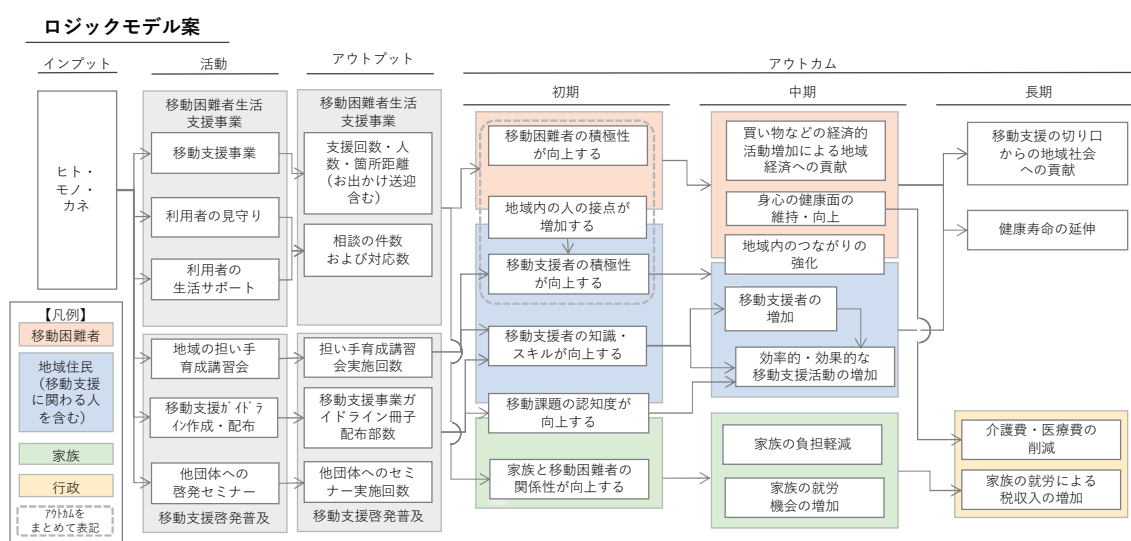 ロジックモデル案
インプット
活動
アウトプット
アウトカム
初期
中期
長期
ヒト・
モノ・
カネ
【凡例】
移動困難者
地域住民
(移動支援
に関わる人
を含む)
家族
行政
アウトカムを
まとめて表記
移動困難者生活
支援事業
移動支援事業
利用者の見守り
利用者の
生活サポート
地域の担い手
育成講習会
移動支援ガイドラ
イン作成・配布
他団体への
啓発セミナー
移動支援啓発普及
移動困難者生活
支援事業
支援回数・人
数・箇所距離
(お出かけ送迎
含む)
相談の件数
および対応数
担い手育成講習
会実施回数
移動支援事業ガ
イドライン冊子
配布部数
他団体へのセミ
ナー実施回数
移動支援啓発普及
移動困難者の積極性
が向上する
地域内の人の接点が
増加する
移動支援者の積極性
が向上する
移動支援者の知識・
スキルが向上する
移動課題の認知度が
向上する
家族と移動困難者の
関係性が向上する
買い物などの経済的
活動増加による地域
経済への貢献
身心の健康面の
維持・向上
地域内のつながりの
強化
移動支援者の
増加
効率的・効果的な
移動支援活動の増加
家族の負担軽減
家族の就労
機会の増加
移動支援の切り口
からの地域社会
への貢献
健康寿命の延伸
介護費・医療費の
削減
家族の就労による
税収入の増加